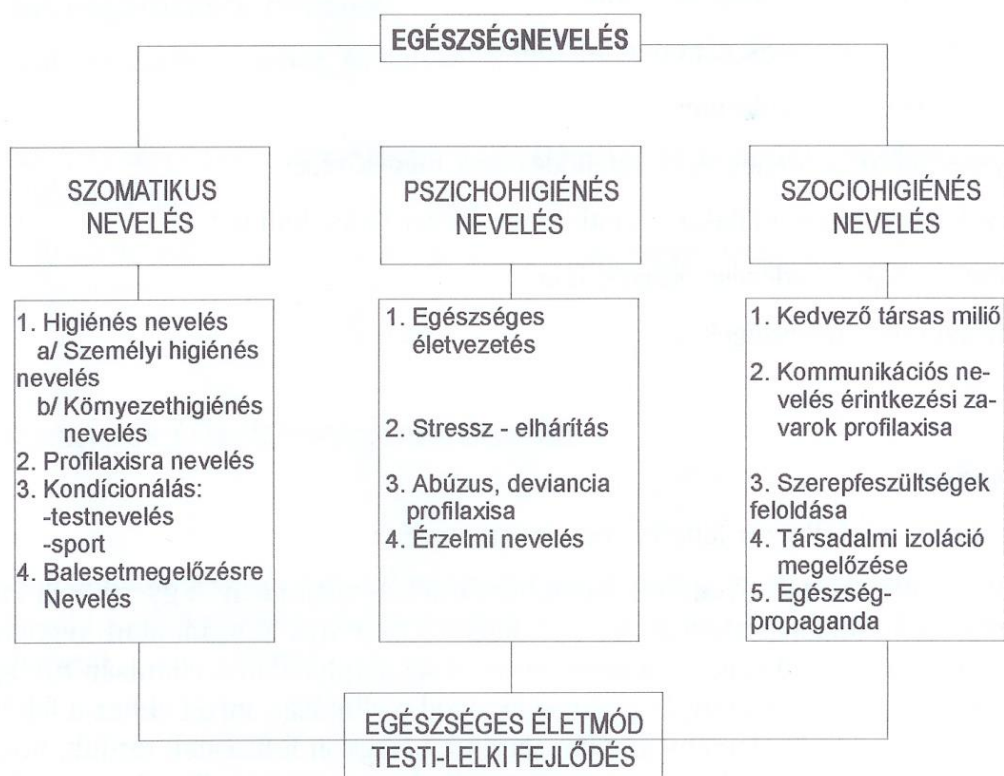 EGÉSZSÉGNEVELÉS
SZOMATIKUS
NEVELÉS
PSZICHOHIGIÉNÉS
NEVELÉS
SZOCIOHIGIÉNÉS
NEVELÉS
1. Higiénés nevelés
a/ Személyi higiénés
nevelés
b/ Környezethigiénés
nevelés
2. Profilaxisra nevelés
3. Kondícionálás:
-testnevelés
-sport
4. Balesetmegelőzésre
Nevelés
1. Egészséges
életvezetés
2. Stressz - elhárítás
3. Abúzus, deviancia
profilaxisa
4. Érzelmi nevelés
1. Kedvező társas milió
2. Kommunikációs ne-
velés érintkezési za-
varok profilaxisa
3. Szerepfeszültségek
feloldása
4. Társadalmi izoláció
megelőzése
5. Egészség-
propaganda
EGÉSZSÉGES ÉLETMÓD
TESTI-LELKI FEJLŐDÉS